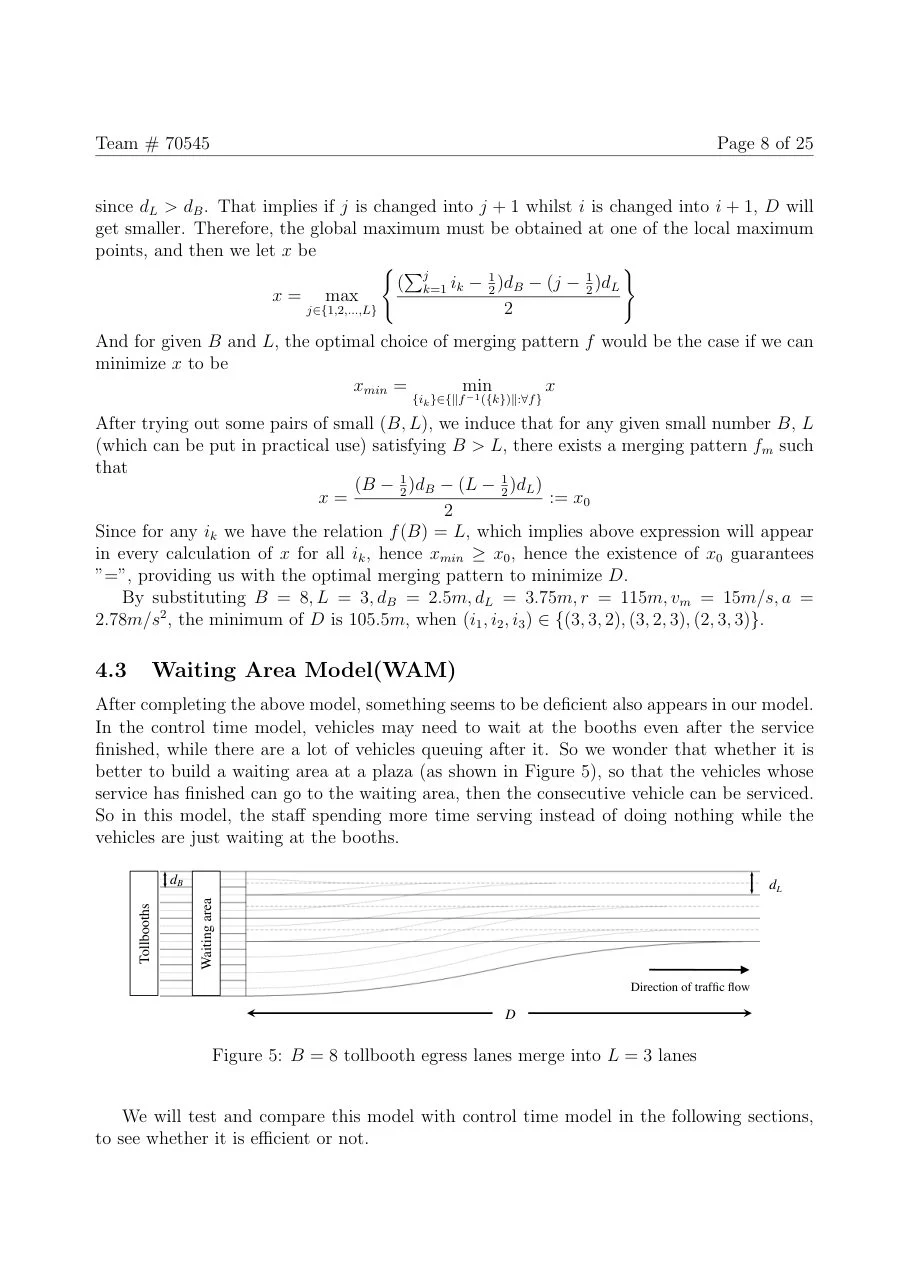 Team # 70545 Page 8 of 25
since d_L > d_B. That implies if j is changed into j + 1 whilst i is changed into i + 1, D will
get smaller. Therefore, the global maximum must be obtained at one of the local maximum
points, and then we let x be
x = max_{j∈{1,2,...,L}} { ((∑_{k=1}^{j} i_k − 1/2)d_B − (j − 1/2)d_L) / 2 }
And for given B and L, the optimal choice of merging pattern f would be the case if we can
minimize x to be
x_{min} = min_{{i_k}∈{‖f^{−1}({k})‖:∀f}} x
After trying out some pairs of small (B, L), we induce that for any given small number B, L
(which can be put in practical use) satisfying B > L, there exists a merging pattern f_m such
that
x = ((B − 1/2)d_B − (L − 1/2)d_L)) / 2 := x_0
Since for any i_k we have the relation f(B) = L, which implies above expression will appear
in every calculation of x for all i_k, hence x_{min} ≥ x_0, hence the existence of x_0 guarantees
”=”, providing us with the optimal merging pattern to minimize D.
By substituting B = 8, L = 3, d_B = 2.5m, d_L = 3.75m, r = 115m, v_m = 15m/s, a =
2.78m/s², the minimum of D is 105.5m, when (i_1, i_2, i_3) ∈ {(3, 3, 2), (3, 2, 3), (2, 3, 3)}.
4.3 Waiting Area Model(WAM)
After completing the above model, something seems to be deficient also appears in our model.
In the control time model, vehicles may need to wait at the booths even after the service
finished, while there are a lot of vehicles queuing after it. So we wonder that whether it is
better to build a waiting area at a plaza (as shown in Figure 5), so that the vehicles whose
service has finished can go to the waiting area, then the consecutive vehicle can be serviced.
So in this model, the staff spending more time serving instead of doing nothing while the
vehicles are just waiting at the booths.
d_B
d_L
Tollbooths
Waiting area
Direction of traffic flow
D
Figure 5: B = 8 tollbooth egress lanes merge into L = 3 lanes
We will test and compare this model with control time model in the following sections,
to see whether it is efficient or not.